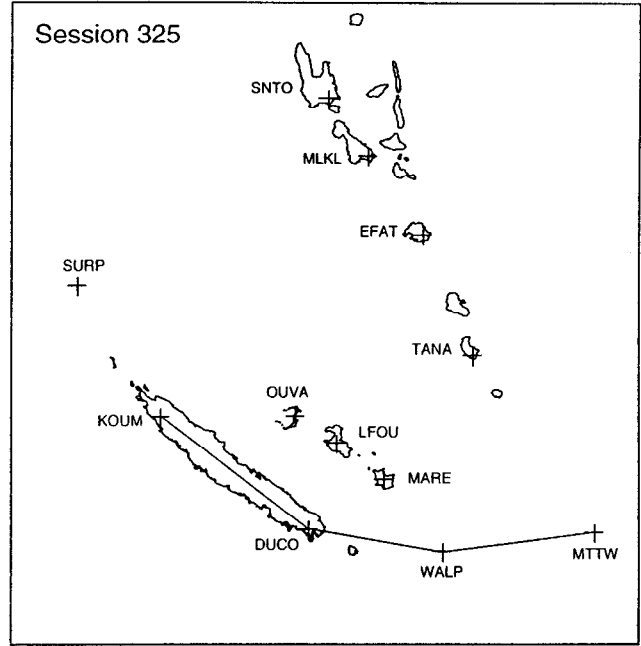 Session 325
SNTO
MLKL
EFAT
SURP
TANA
OUVA
KOUM
LFOU
MARE
DUCO
WALP
MTTW